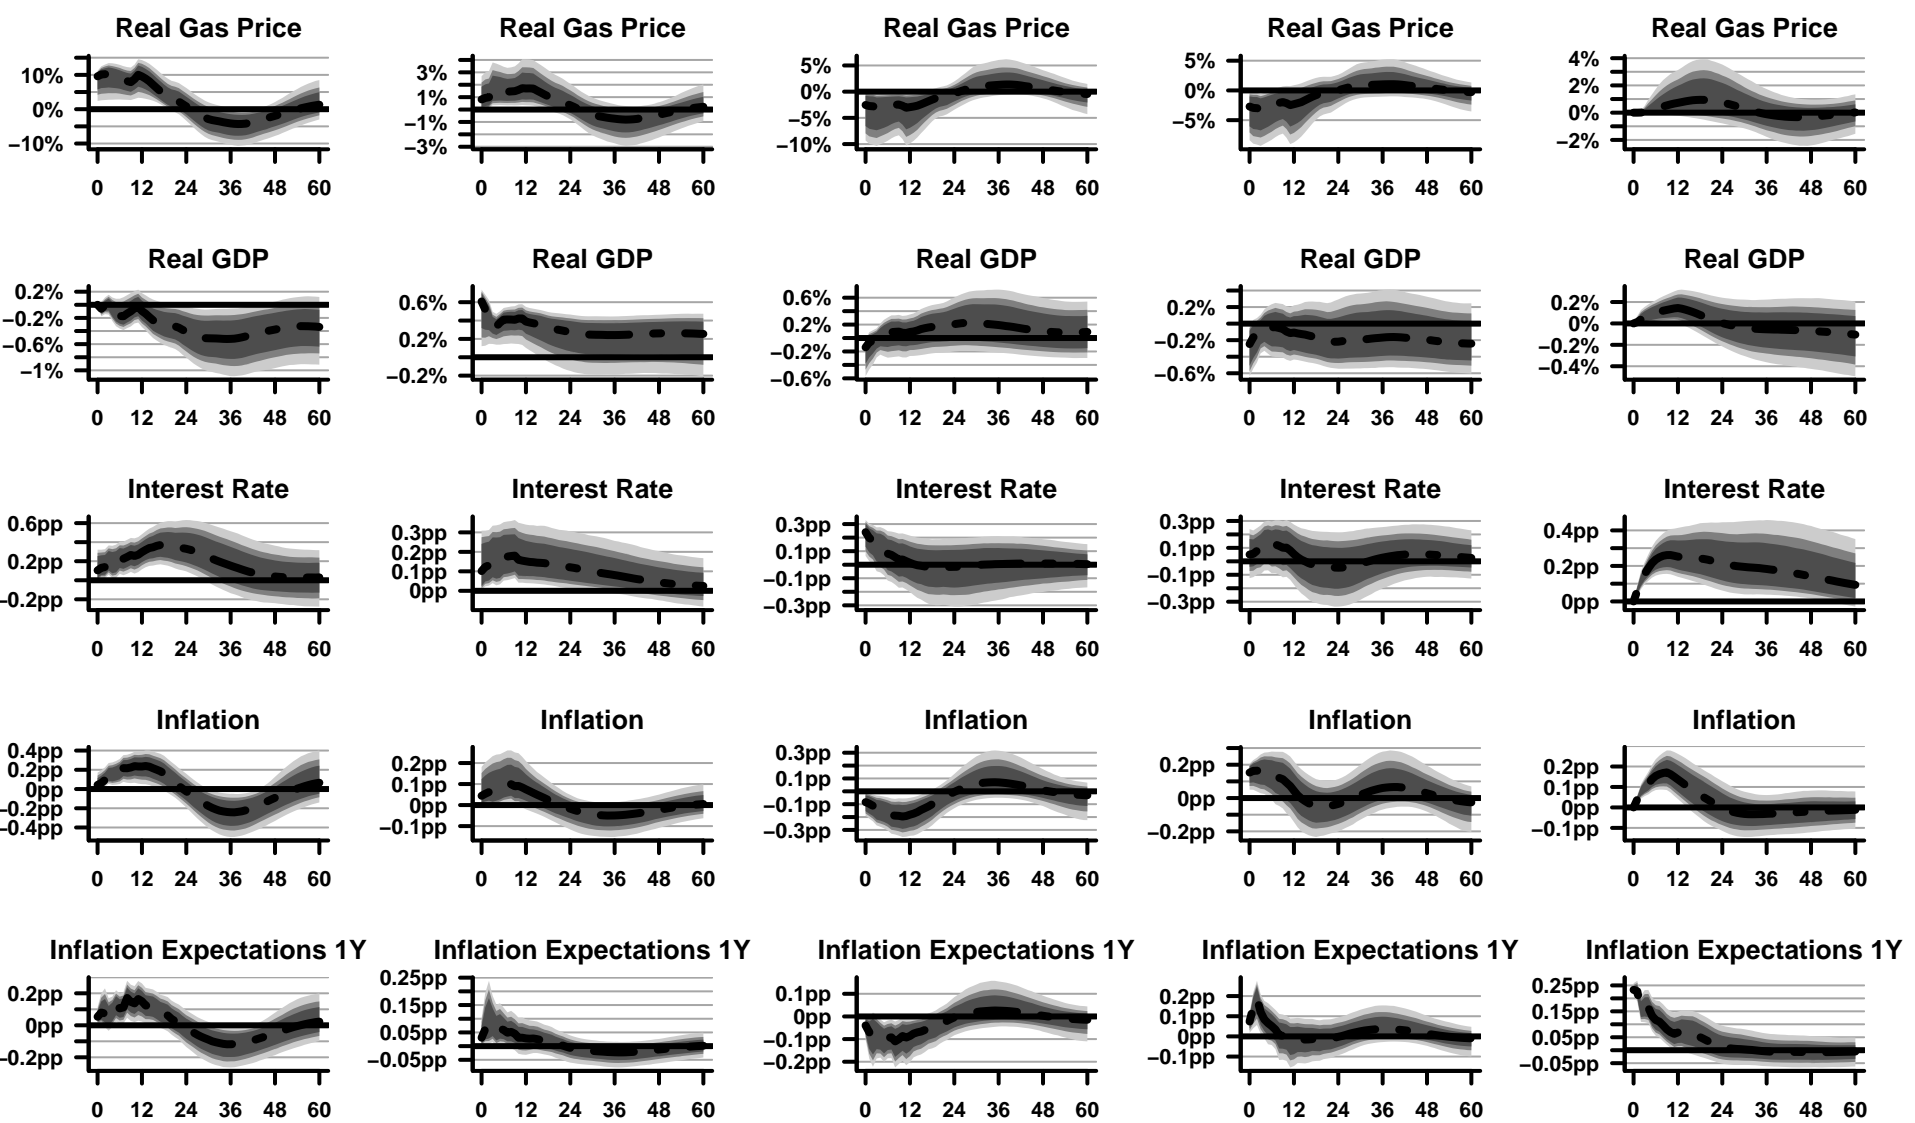 Real Gas Price Real Gas Price Real Gas Price Real Gas Price Real Gas Price
10% 3% 5% 5% 4%
0% 1% 0% 0% 2%
−10% −1% −5% −5% 0%
−3% −10% −2%
0 12 24 36 48 60 0 12 24 36 48 60 0 12 24 36 48 60 0 12 24 36 48 60 0 12 24 36 48 60
Real GDP Real GDP Real GDP Real GDP Real GDP
0.2% 0.6% 0.6% 0.2% 0.2%
−0.2% 0.2% 0.2% −0.2% 0%
−0.6% −0.2% −0.2% −0.6% −0.2%
−1% −0.6% −0.4%
0 12 24 36 48 60 0 12 24 36 48 60 0 12 24 36 48 60 0 12 24 36 48 60 0 12 24 36 48 60
Interest Rate Interest Rate Interest Rate Interest Rate Interest Rate
0.6pp 0.3pp 0.3pp 0.3pp 0.4pp
0.2pp 0.2pp 0.1pp 0.1pp 0.2pp
−0.2pp 0.1pp −0.1pp −0.1pp 0pp
0pp −0.3pp −0.3pp
0 12 24 36 48 60 0 12 24 36 48 60 0 12 24 36 48 60 0 12 24 36 48 60 0 12 24 36 48 60
Inflation Inflation Inflation Inflation Inflation
0.4pp 0.2pp 0.3pp 0.2pp 0.2pp
0.2pp 0.1pp 0.1pp 0pp 0.1pp
0pp 0pp −0.1pp −0.2pp 0pp
−0.2pp −0.1pp −0.3pp −0.1pp
−0.4pp
0 12 24 36 48 60 0 12 24 36 48 60 0 12 24 36 48 60 0 12 24 36 48 60 0 12 24 36 48 60
Inflation Expectations 1Y Inflation Expectations 1Y Inflation Expectations 1Y Inflation Expectations 1Y Inflation Expectations 1Y
0.2pp 0.25pp 0.1pp 0.2pp 0.25pp
0pp 0.15pp 0pp 0.1pp 0.15pp
−0.2pp 0.05pp −0.1pp 0pp 0.05pp
−0.05pp −0.2pp −0.1pp −0.05pp
0 12 24 36 48 60 0 12 24 36 48 60 0 12 24 36 48 60 0 12 24 36 48 60 0 12 24 36 48 60